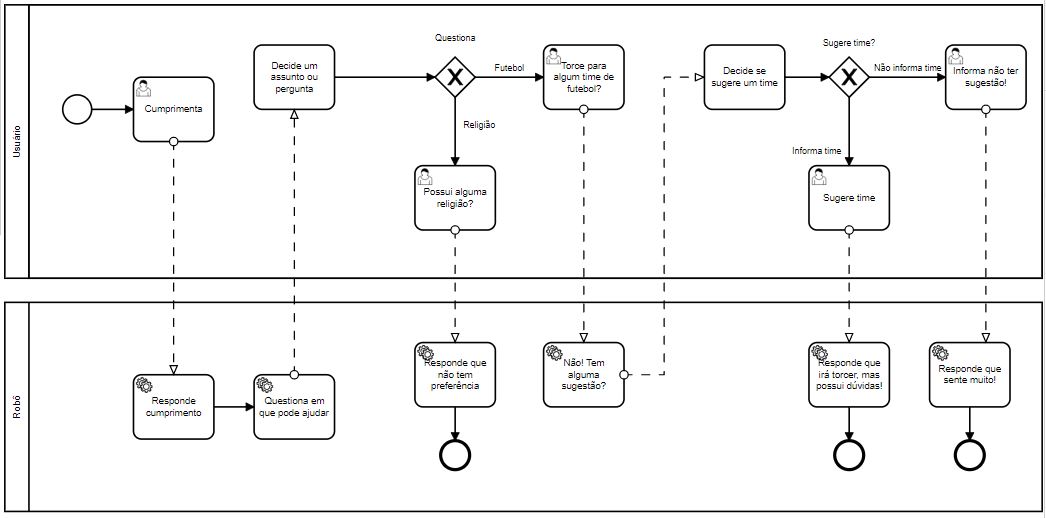 Usuário
Cumprimenta
Decide um
assunto ou
pergunta
Questiona
Futebol
Religião
Possui alguma
religião?
Torce para
algum time de
futebol?
Decide se
sugere um time
Sugere time?
Não informa time
Informa time
Sugere time
Informa não ter
sugestão!
Robô
Responde
cumprimento
Questiona em
que pode ajudar
Responde que
não tem
preferência
Não! Tem
alguma
sugestão?
Responde que
irá torcer, mas
possui dúvidas!
Responde que
sente muito!